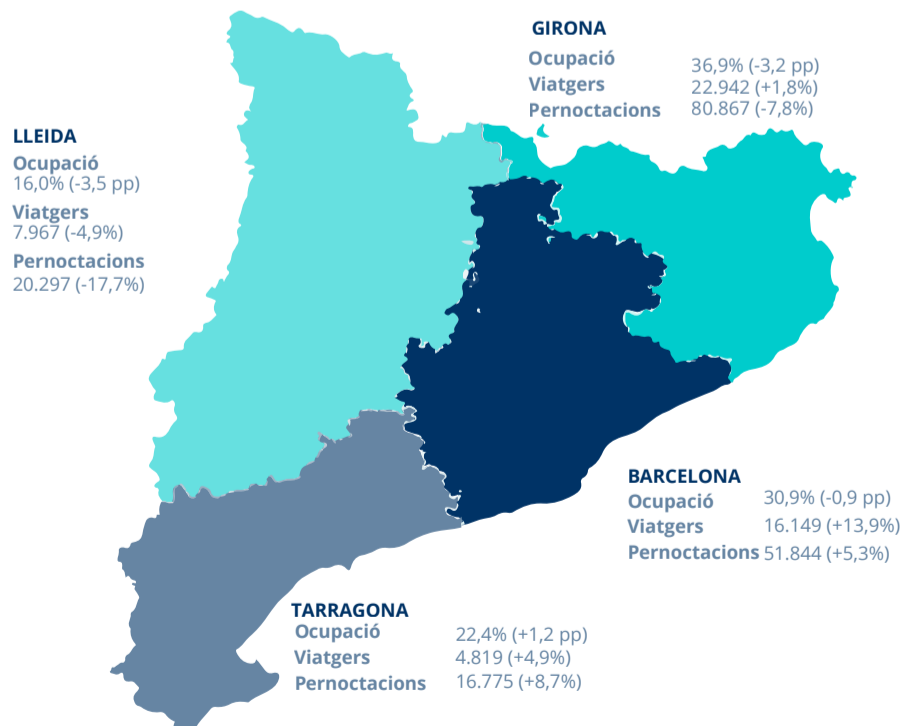 GIRONA
Ocupació 36,9% (-3,2 pp)
Viatgers 22.942 (+1,8%)
Pernoctacions 80.867 (-7,8%)
LLEIDA
Ocupació
16,0% (-3,5 pp)
Viatgers
7.967 (-4,9%)
Pernoctacions
20.297 (-17,7%)
BARCELONA
Ocupació 30,9% (-0,9 pp)
Viatgers 16.149 (+13,9%)
Pernoctacions 51.844 (+5,3%)
TARRAGONA
Ocupació 22,4% (+1,2 pp)
Viatgers 4.819 (+4,9%)
Pernoctacions 16.775 (+8,7%)